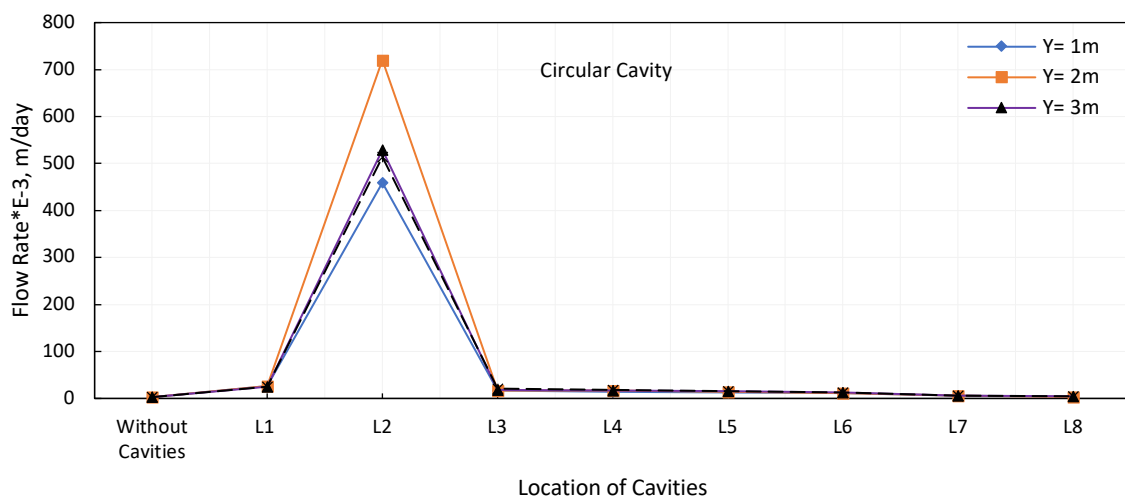 800
700
600
500
400
300
200
100
0
Flow Rate*E-3, m/day
Circular Cavity
Y= 1m
Y= 2m
Y= 3m
Without
Cavities
L1
L2
L3
L4
L5
L6
L7
L8
Location of Cavities